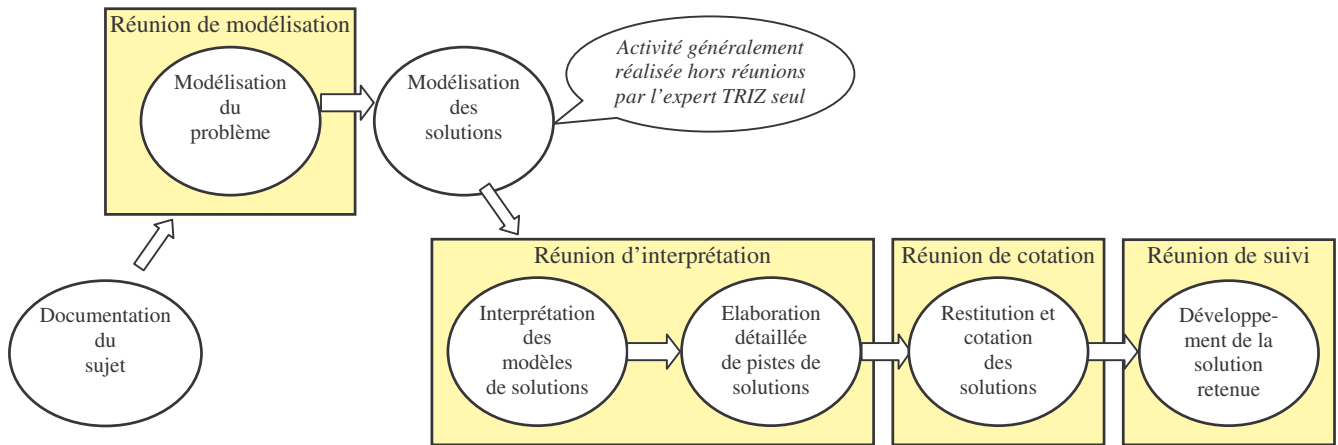 Réunion de modélisation
Modélisation
du
problème
Modélisation
des
solutions
Activité généralement
réalisée hors réunions
par l’expert TRIZ seul
Documentation
du
sujet
Réunion d’interprétation
Interprétation
des
modèles
de solutions
Elaboration
détaillée
de pistes de
solutions
Réunion de cotation
Restitution et
cotation
des
solutions
Réunion de suivi
Développe-
ment de la
solution
retenue